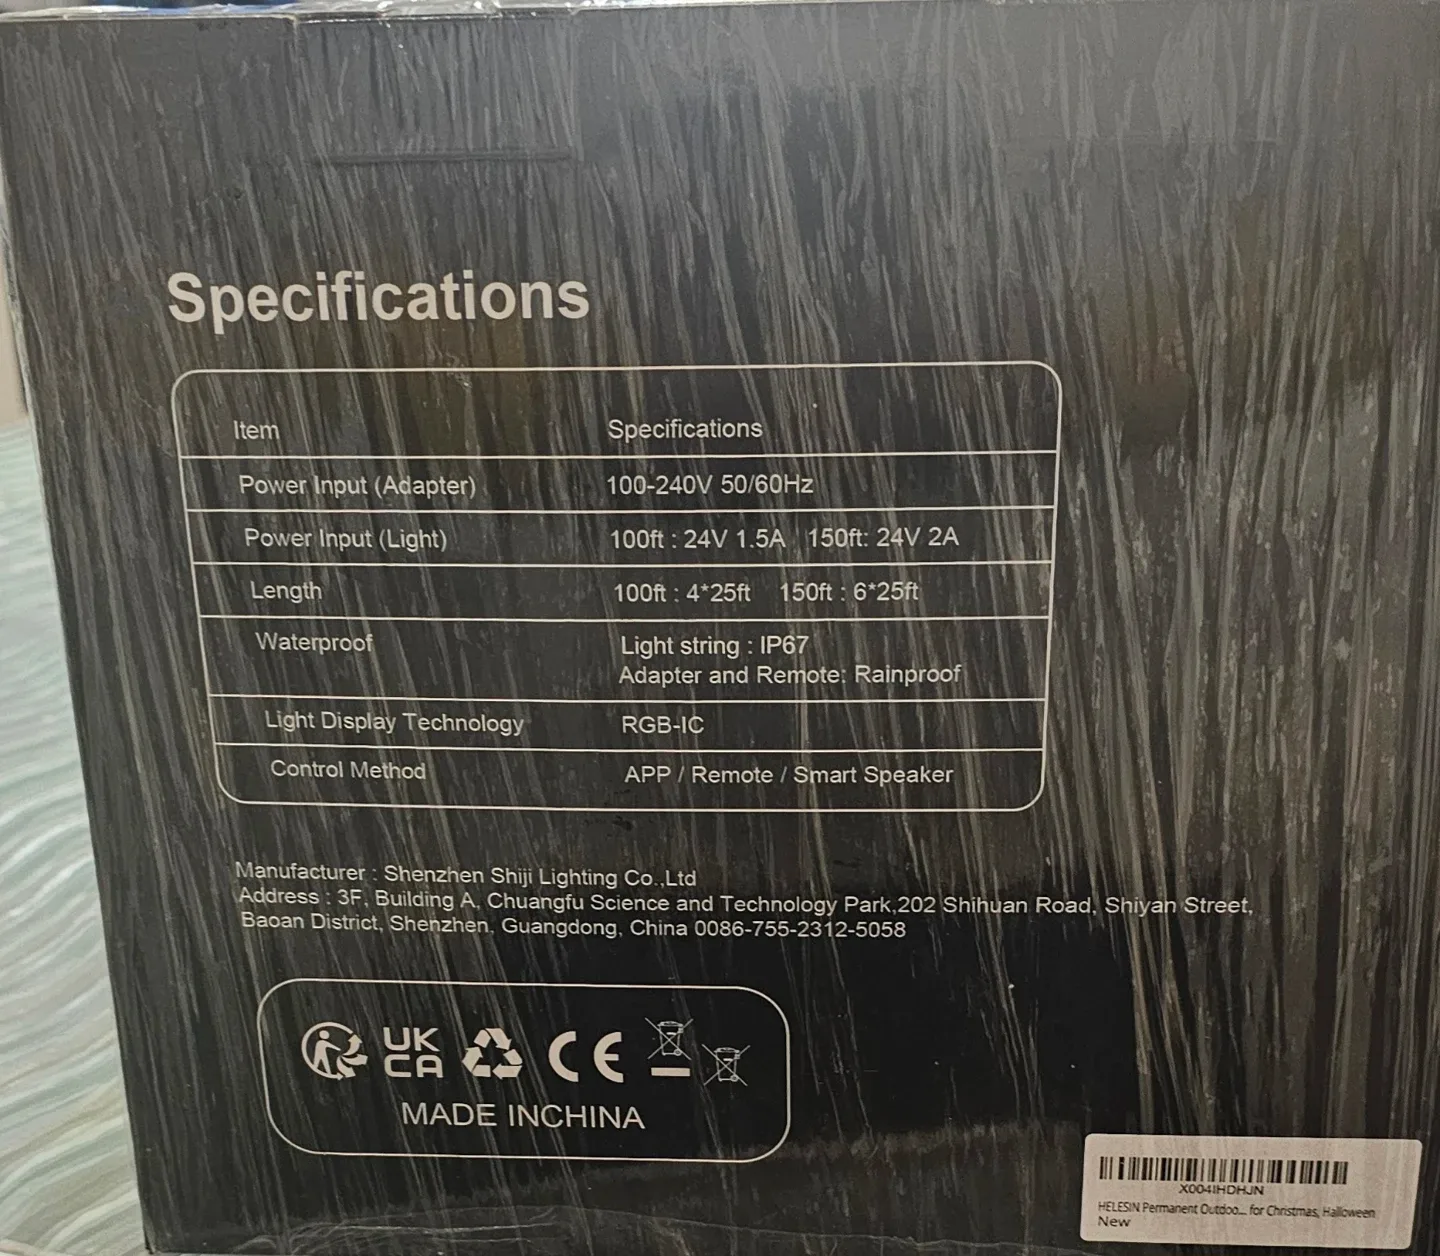 Specifications
Item Specifications
Power Input (Adapter) 100-240V 50/60Hz
Power Input (Light) 100ft : 24V 1.5A 150ft: 24V 2A
Length 100ft : 4*25ft 150ft : 6*25ft
Waterproof Light string : IP67
Adapter and Remote: Rainproof
Light Display Technology RGB-IC
Control Method APP / Remote / Smart Speaker
Manufacturer : Shenzhen Shiji Lighting Co.,Ltd
Address : 3F, Building A, Chuangfu Science and Technology Park,202 Shihuan Road, Shiyan Street,
Baoan District, Shenzhen, Guangdong, China 0086-755-2312-5058
UK
CA
CE
MADE INCHINA
X004IHDHJN
HELESIN Permanent Outdoo... for Christmas, Halloween
New